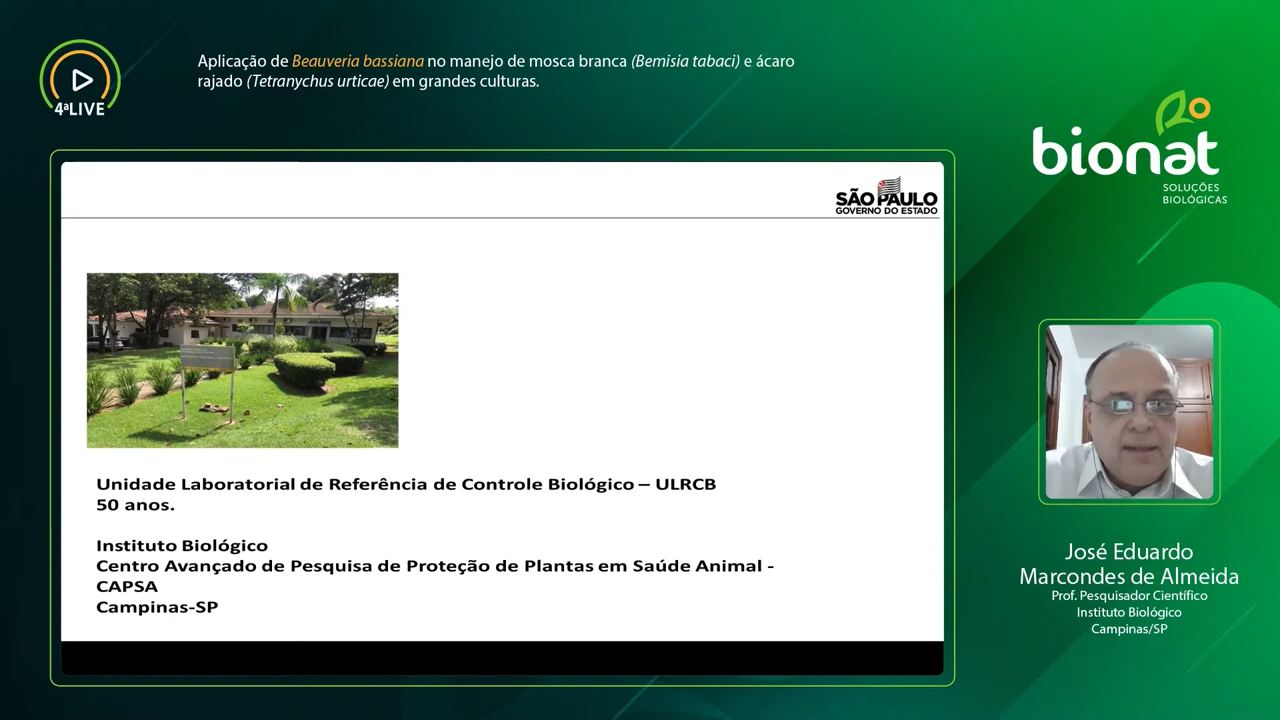 4ªLIVE
Aplicação de Beauveria bassiana no manejo de mosca branca (Bemisia tabaci) e ácaro
rajado (Tetranychus urticae) em grandes culturas.
bionat
SOLUÇÕES
BIOLÓGICAS
SÃO PAULO
GOVERNO DO ESTADO
Unidade Laboratorial de Referência de Controle Biológico – ULRCB
50 anos.
Instituto Biológico
Centro Avançado de Pesquisa de Proteção de Plantas em Saúde Animal -
CAPSA
Campinas-SP
José Eduardo
Marcondes de Almeida
Prof. Pesquisador Científico
Instituto Biológico
Campinas/SP